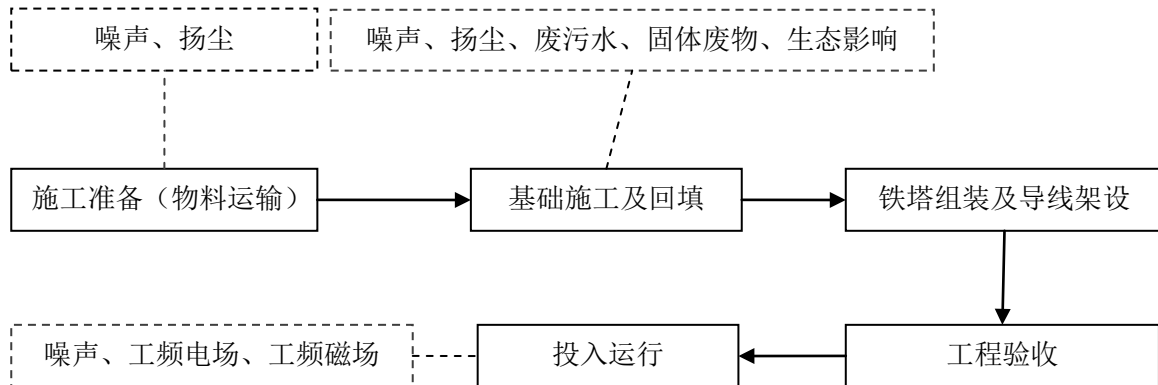 噪声、扬尘
噪声、扬尘、废污水、固体废物、生态影响
施工准备（物料运输）
基础施工及回填
铁塔组装及导线架设
噪声、工频电场、工频磁场
投入运行
工程验收